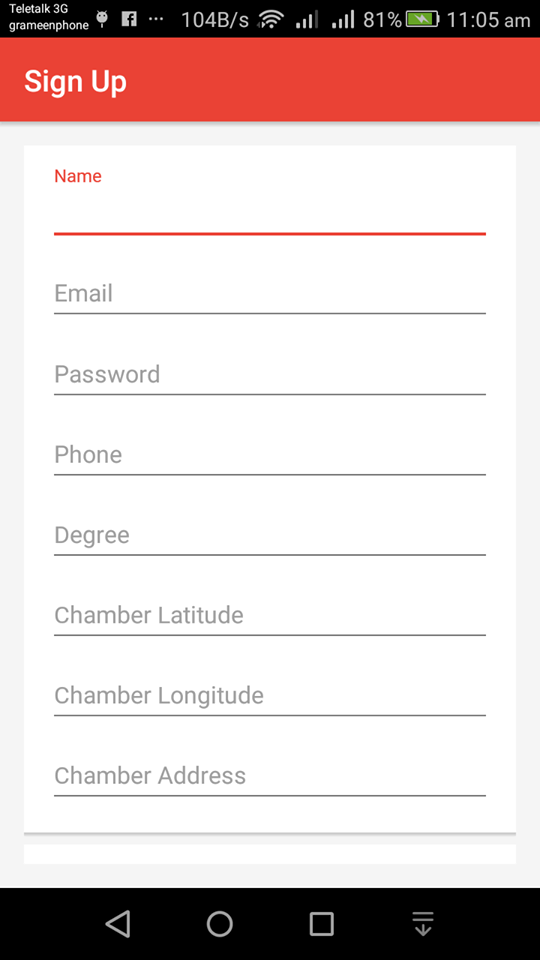 Teletalk 3G
grameenphone
104B/s 81% 11:05 am
Sign Up
Name
Email
Password
Phone
Degree
Chamber Latitude
Chamber Longitude
Chamber Address